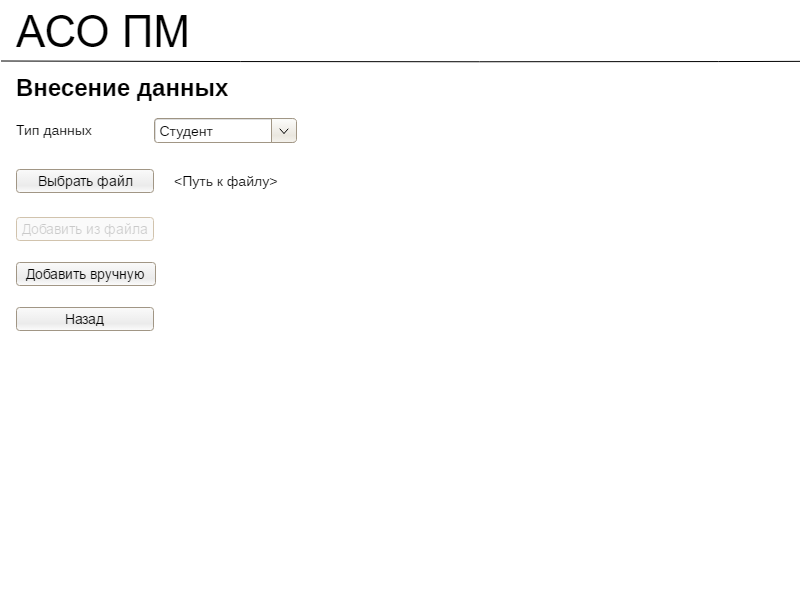 АСО ПМ
Внесение данных
Тип данных Студент
Выбрать файл <Путь к файлу>
Добавить из файла
Добавить вручную
Назад